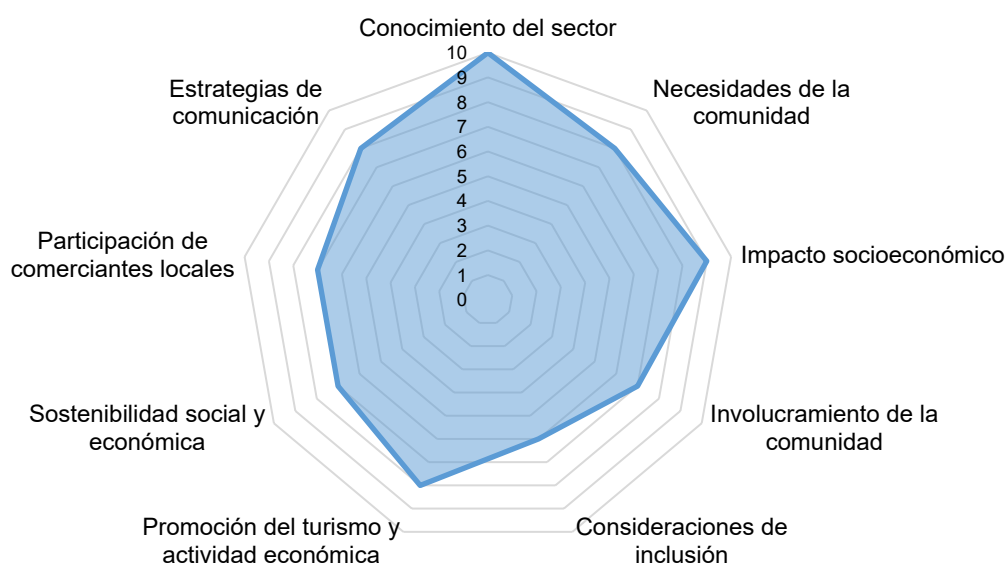 Conocimiento del sector
10
9
8
7
6
5
4
3
2
1
0
Necesidades de la
comunidad
Impacto socioeconómico
Involucramiento de la
comunidad
Consideraciones de
inclusión
Promoción del turismo y
actividad económica
Sostenibilidad social y
económica
Participación de
comerciantes locales
Estrategias de
comunicación